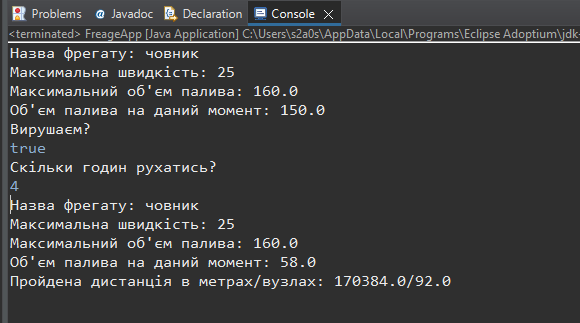 Problems Javadoc Declaration Console
<terminated> FreageApp [Java Application] C:\Users\s2a0s\AppData\Local\Programs\Eclipse Adoptium\jdk-
Назва фрегату: човник
Максимальна швидкість: 25
Максимальний об'єм палива: 160.0
Об'єм палива на даний момент: 150.0
Вирушаєм?
true
Скільки годин рухатись?
4
Назва фрегату: човник
Максимальна швидкість: 25
Максимальний об'єм палива: 160.0
Об'єм палива на даний момент: 58.0
Пройдена дистанція в метрах/вузлах: 170384.0/92.0